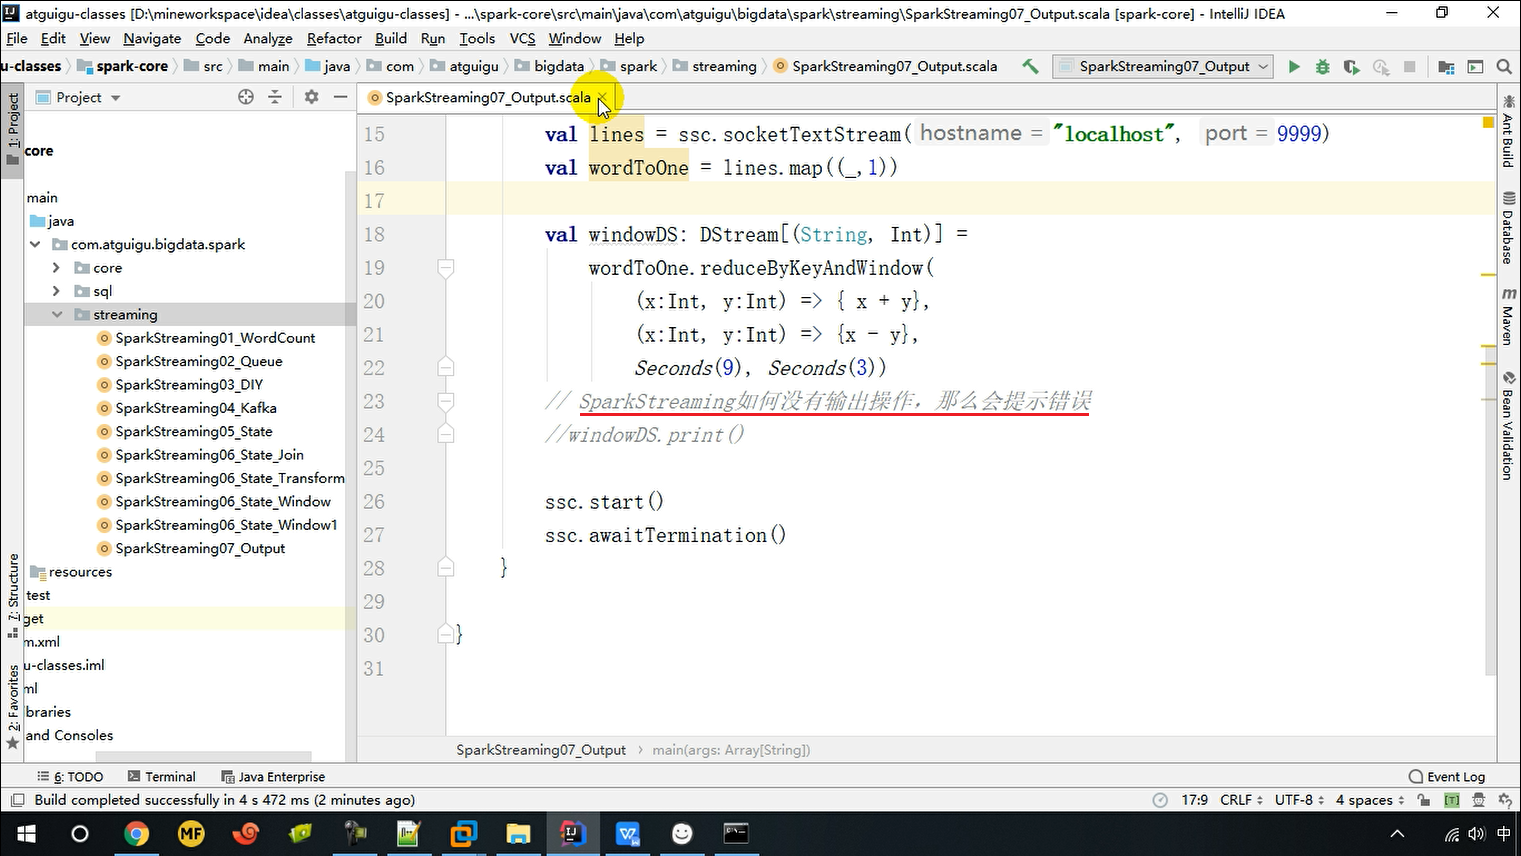 atguigu-classes [D:\mineworkspace\idea\classes\atguigu-classes] - ...\spark-core\src\main\java\com\atguigu\bigdata\spark\streaming\SparkStreaming07_Output.scala [spark-core] - IntelliJ IDEA
File Edit View Navigate Code Analyze Refactor Build Run Tools VCS Window Help
u-classes spark-core src main java com atguigu bigdata spark streaming SparkStreaming07_Output.scala SparkStreaming07_Output
1: Project
7: Structure
2: Favorites
Project
core
main
java
com.atguigu.bigdata.spark
core
sql
streaming
SparkStreaming01_WordCount
SparkStreaming02_Queue
SparkStreaming03_DIY
SparkStreaming04_Kafka
SparkStreaming05_State
SparkStreaming06_State_Join
SparkStreaming06_State_Transform
SparkStreaming06_State_Window
SparkStreaming06_State_Window1
SparkStreaming07_Output
resources
test
get
m.xml
u-classes.iml
ml
braries
and Consoles
SparkStreaming07_Output.scala
15 val lines = ssc.socketTextStream( hostname = "localhost", port = 9999)
16 val wordToOne = lines.map((_,1))
17
18 val windowDS: DStream[(String, Int)] =
19 wordToOne.reduceByKeyAndWindow(
20 (x:Int, y:Int) => { x + y},
21 (x:Int, y:Int) => {x - y},
22 Seconds(9), Seconds(3))
23 // SparkStreaming如何没有输出操作，那么会提示错误
24 //windowDS.print()
25
26 ssc.start()
27 ssc.awaitTermination()
28 }
29
30 }
31
SparkStreaming07_Output main(args: Array[String])
Ant Build
Database
m Maven
Bean Validation
6: TODO Terminal Java Enterprise Event Log
Build completed successfully in 4 s 472 ms (2 minutes ago) 17:9 CRLF UTF-8 4 spaces [T]
MF
中